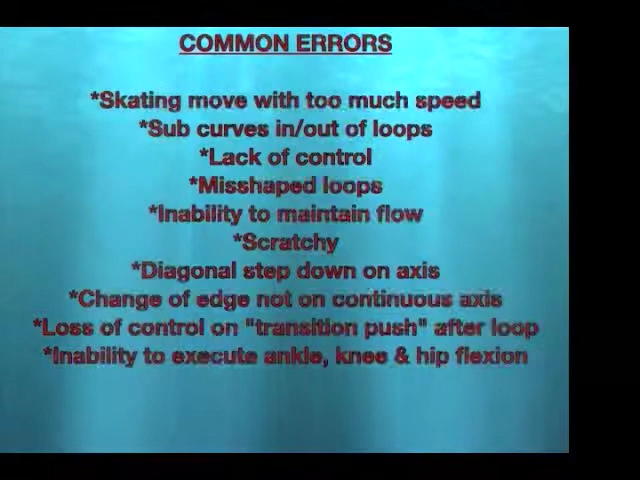 COMMON ERRORS
*Skating move with too much speed
*Sub curves in/out of loops
*Lack of control
*Misshaped loops
*Inability to maintain flow
*Scratchy
*Diagonal step down on axis
*Change of edge not on continuous axis
*Loss of control on "transition push" after loop
*Inability to execute ankle, knee & hip flexion